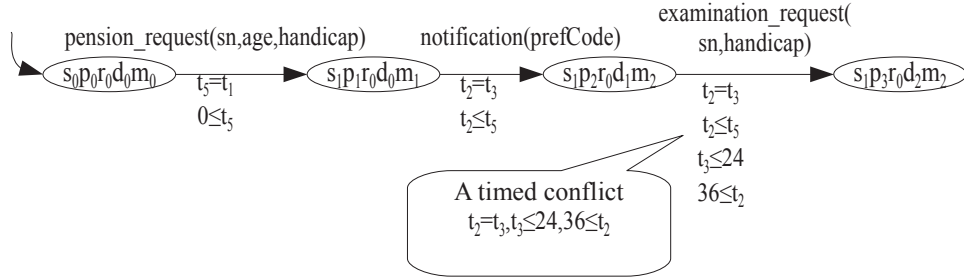 pension_request(sn,age,handicap)
notification(prefCode)
examination_request(
sn,handicap)
s₀p₀r₀d₀m₀
s₁p₁r₀d₀m₁
s₁p₂r₀d₁m₂
s₁p₃r₀d₂m₂
t₅=t₁
0≤t₅
t₂=t₃
t₂≤t₅
t₂=t₃
t₂≤t₅
t₃≤24
36≤t₂
A timed conflict
t₂=t₃,t₃≤24,36≤t₂